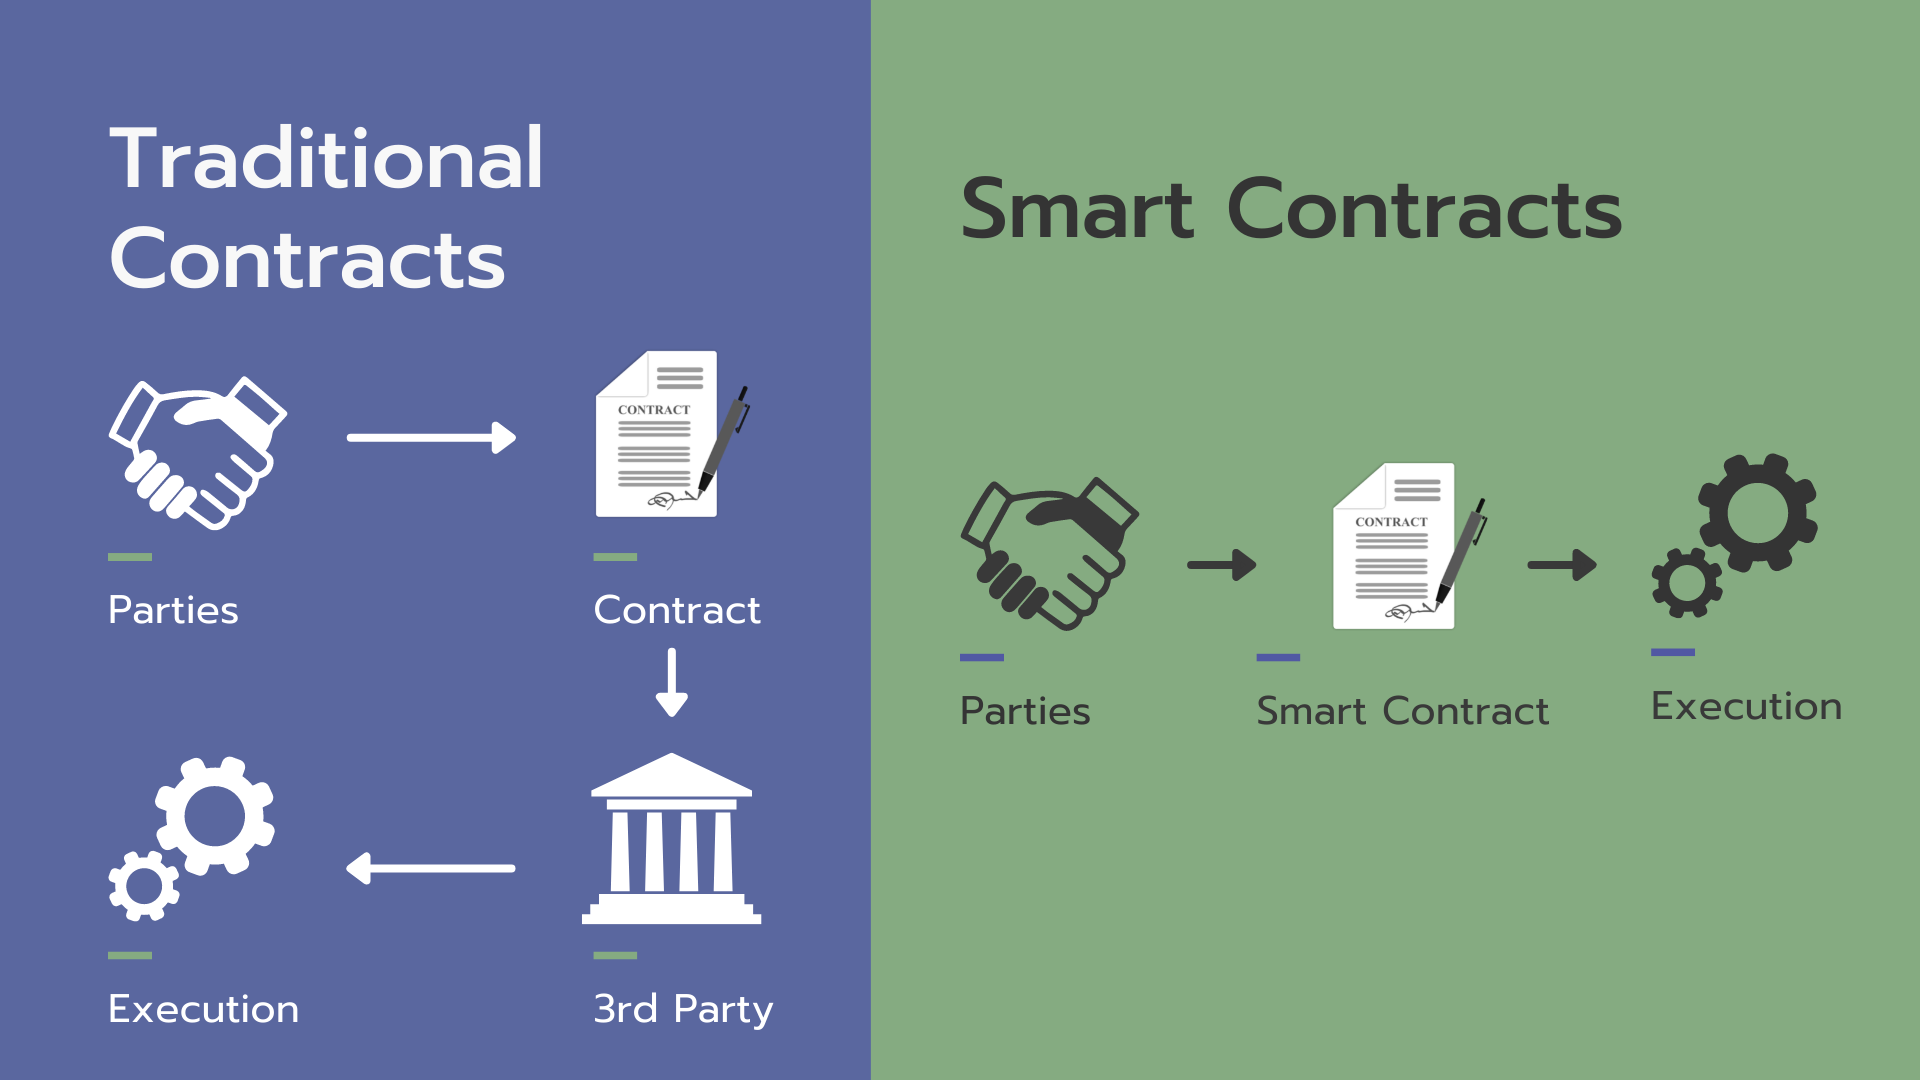 Traditional
Contracts
CONTRACT
Parties
Contract
Execution
3rd Party
Smart Contracts
CONTRACT
Parties
Smart Contract
Execution